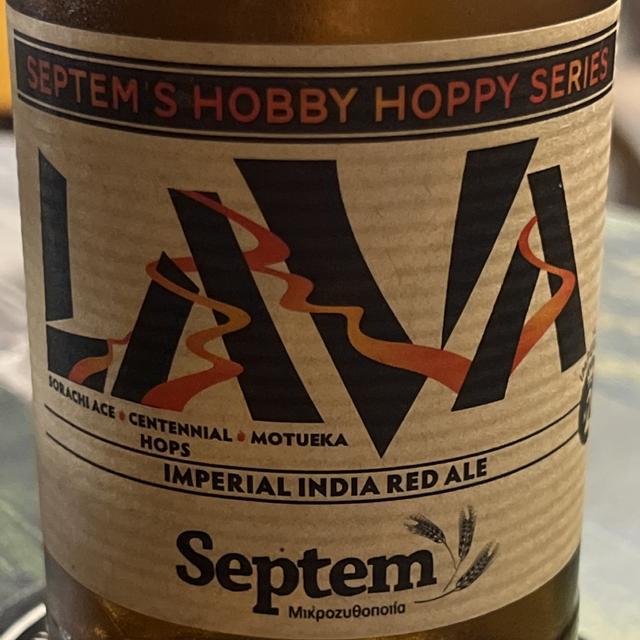 SEPTEM'S HOBBY HOPPY SERIES
LAVA
SORACHI ACE CENTENNIAL MOTUEKA
HOPS
IMPERIAL INDIA RED ALE
Septem
Μικροζυθοποιία